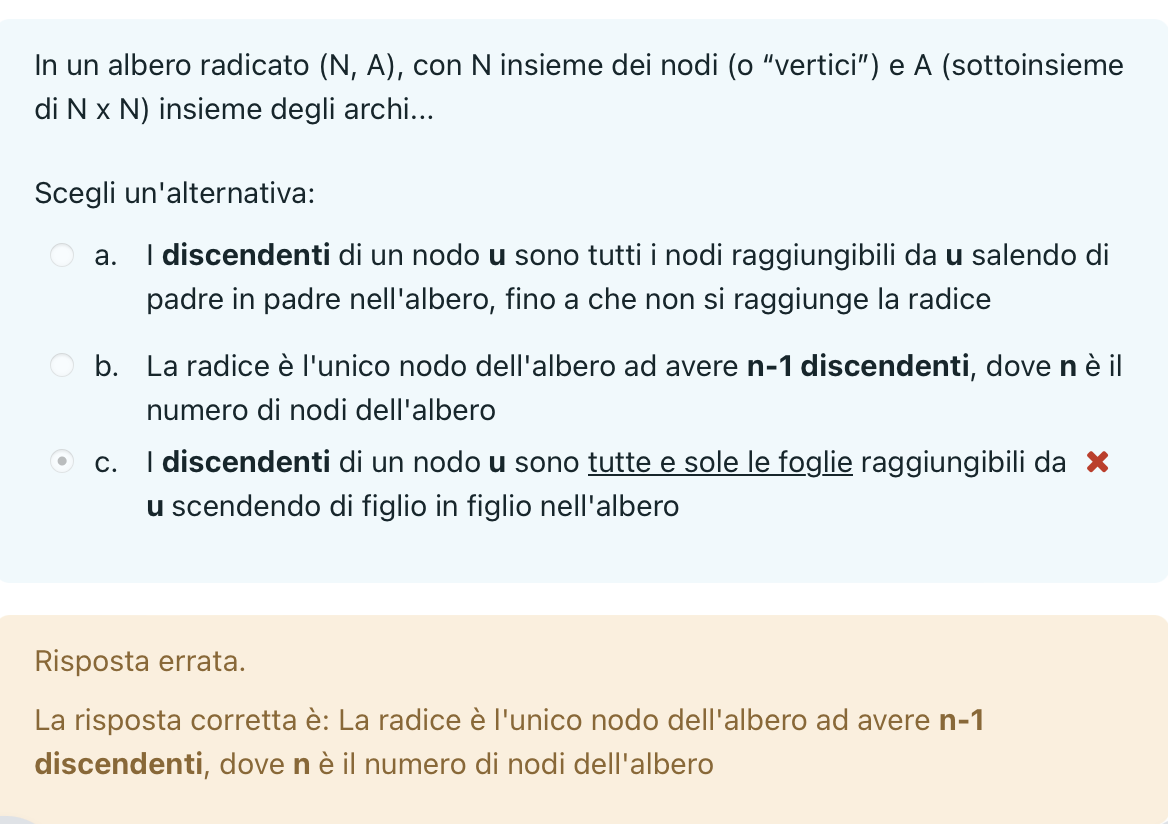 In un albero radicato (N, A), con N insieme dei nodi (o “vertici”) e A (sottoinsieme
di N x N) insieme degli archi...
Scegli un'alternativa:
a. I discendenti di un nodo u sono tutti i nodi raggiungibili da u salendo di
padre in padre nell'albero, fino a che non si raggiunge la radice
b. La radice è l'unico nodo dell'albero ad avere n-1 discendenti, dove n è il
numero di nodi dell'albero
c. I discendenti di un nodo u sono tutte e sole le foglie raggiungibili da
u scendendo di figlio in figlio nell'albero
Risposta errata.
La risposta corretta è: La radice è l'unico nodo dell'albero ad avere n-1
discendenti, dove n è il numero di nodi dell'albero